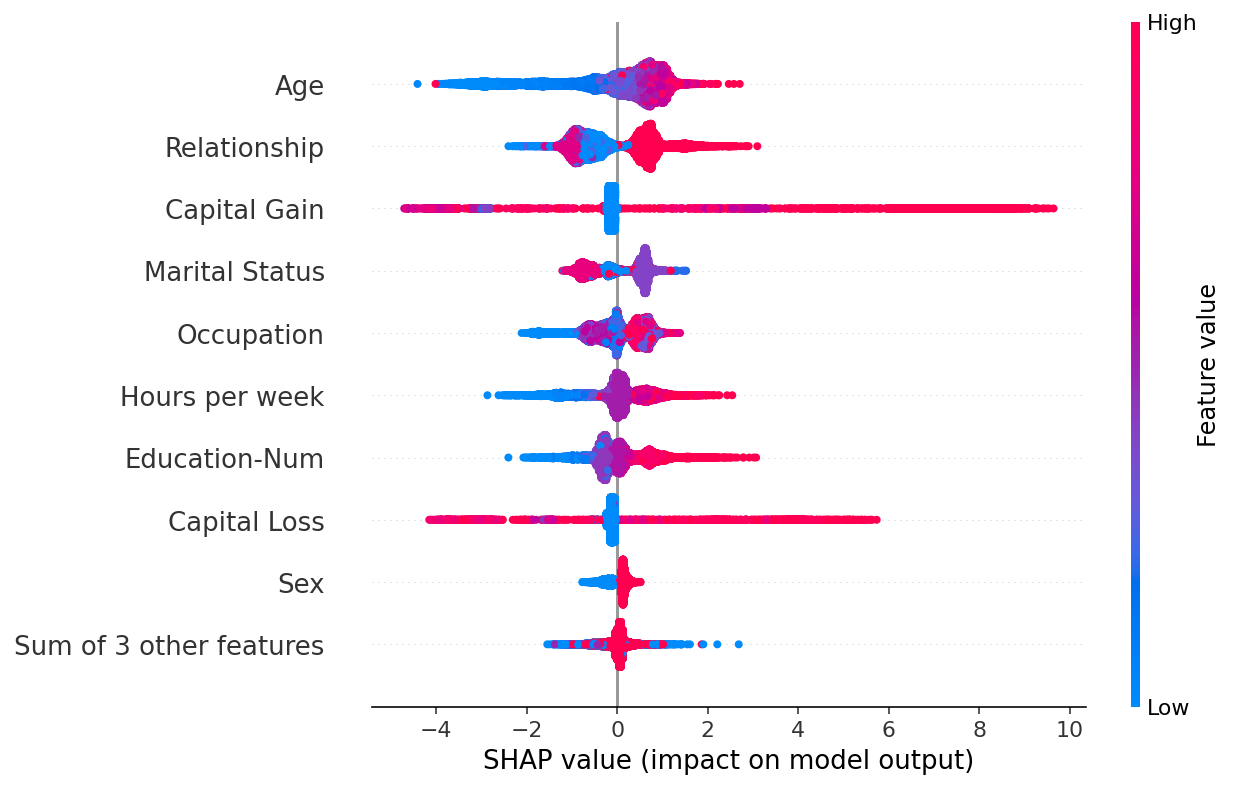 High
Age
Relationship
Capital Gain
Marital Status
Occupation
Hours per week
Education-Num
Capital Loss
Sex
Sum of 3 other features
Feature value
Low
−4 −2 0 2 4 6 8 10
SHAP value (impact on model output)